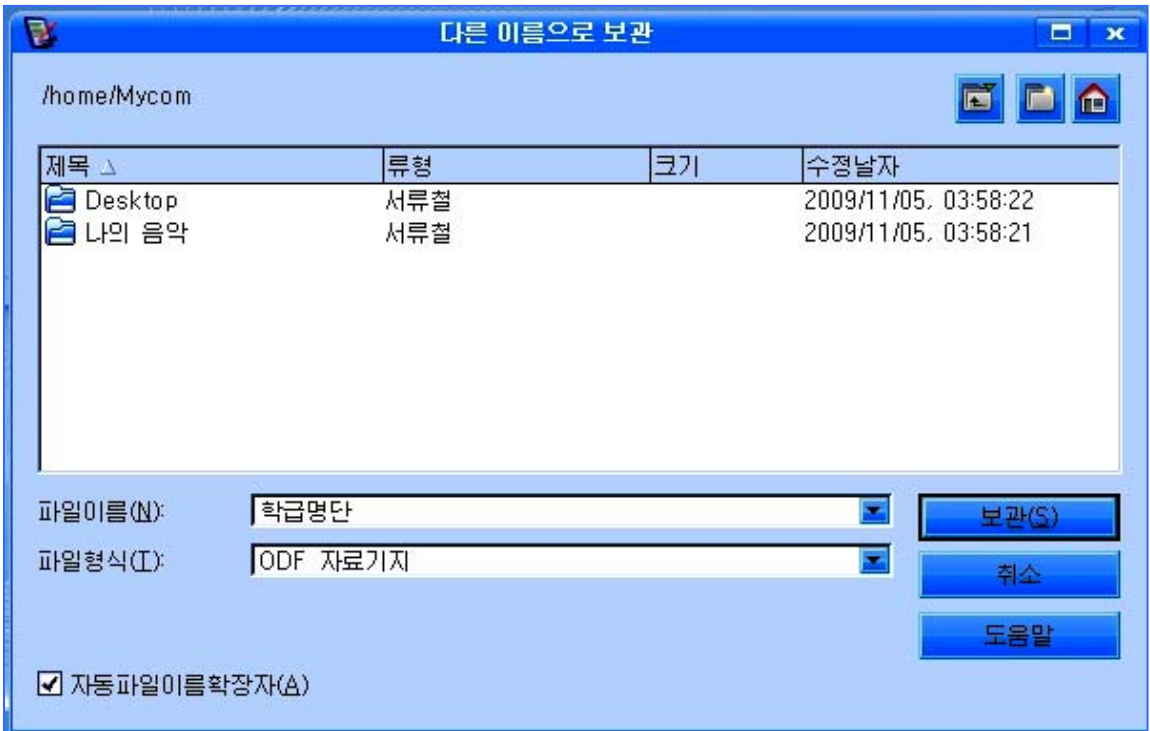 다른 이름으로 보관
/home/Mycom
제목 류형 크기 수정날자
Desktop 서류철 2009/11/05, 03:58:22
나의 음악 서류철 2009/11/05, 03:58:21
파일이름(N): 학급명단 보관(S)
파일형식(T): ODF 자료기지 취소
도움말
자동파일이름확장자(A)